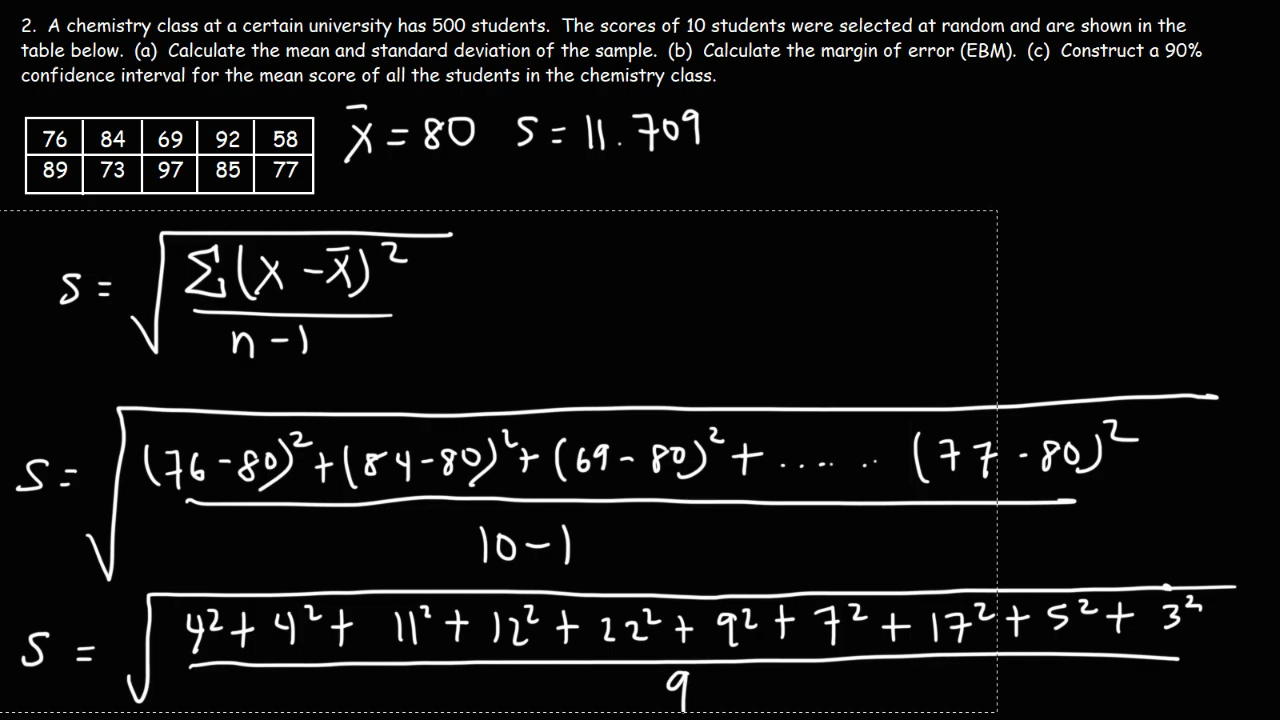 2. A chemistry class at a certain university has 500 students. The scores of 10 students were selected at random and are shown in the
table below. (a) Calculate the mean and standard deviation of the sample. (b) Calculate the margin of error (EBM). (c) Construct a 90%
confidence interval for the mean score of all the students in the chemistry class.
76 84 69 92 58
89 73 97 85 77
x̄ = 80 S = 11.709
S = √(Σ(x - x̄)² / (n - 1))
S = √(((76 - 80)² + (84 - 80)² + (69 - 80)² + ...... (77 - 80)²) / (10 - 1))
S = √((4² + 4² + 11² + 12² + 22² + 9² + 7² + 17² + 5² + 3²) / 9)